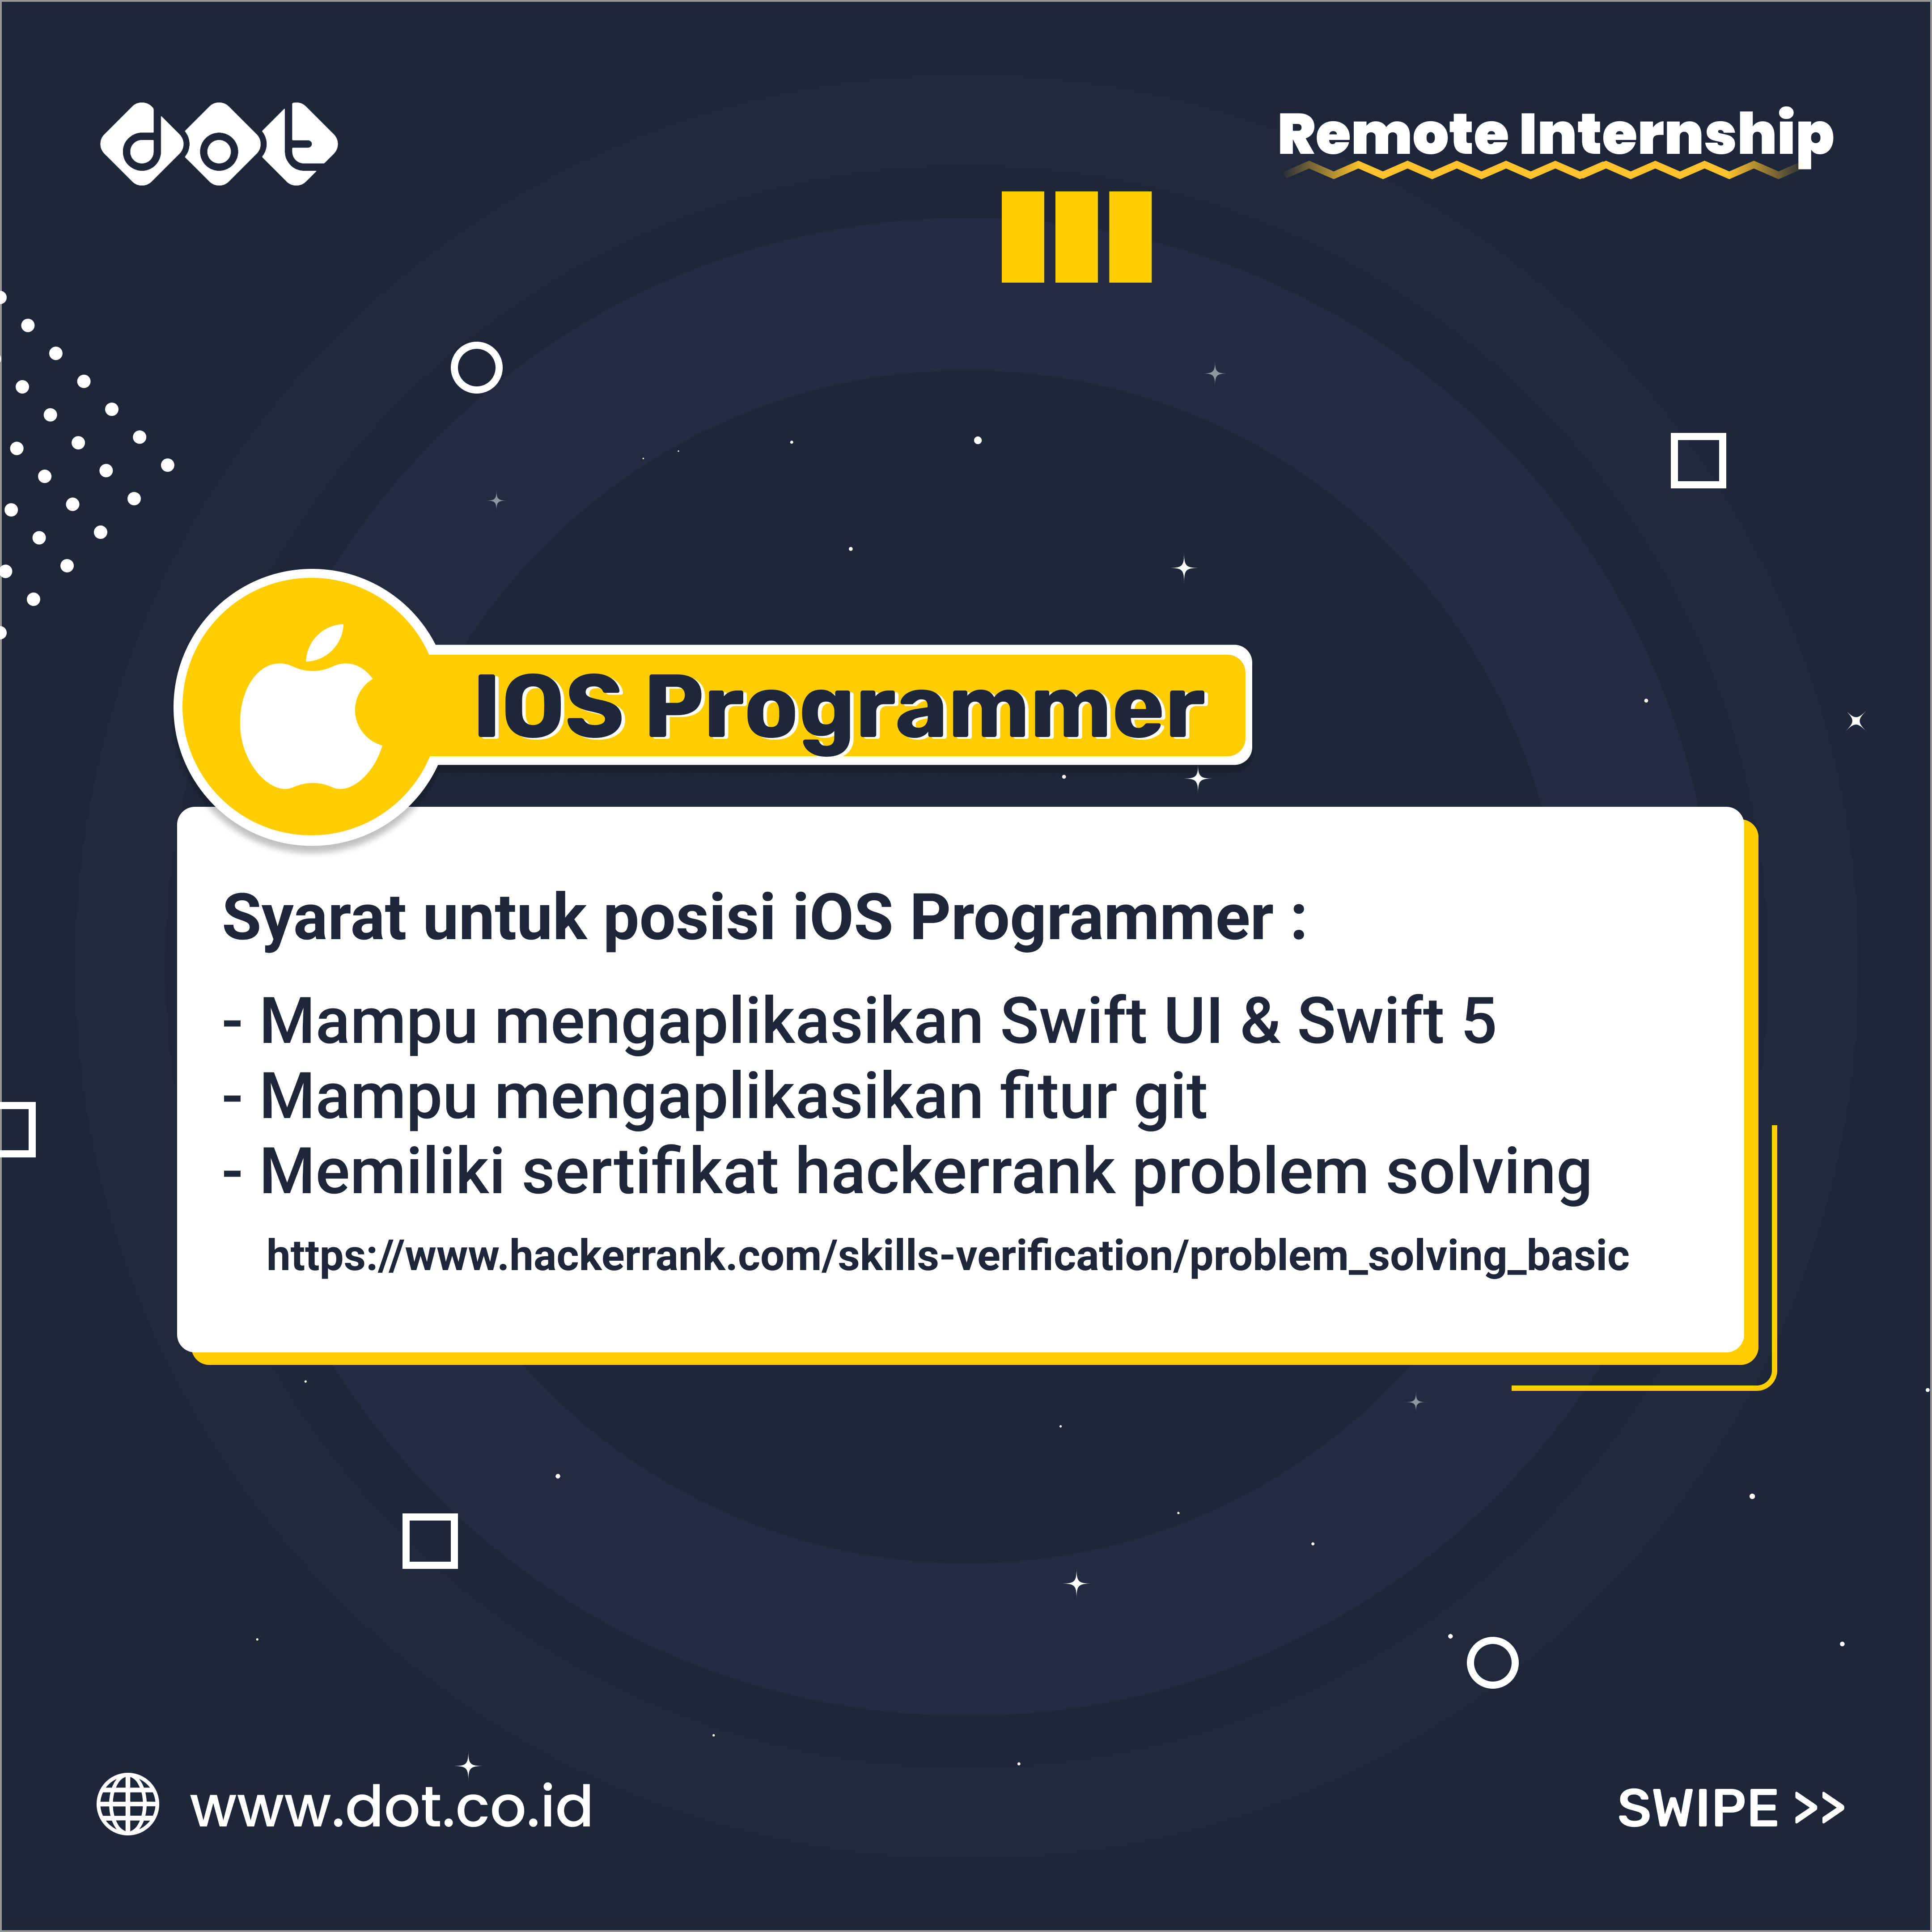 dot
Remote Internship
IOS Programmer
Syarat untuk posisi iOS Programmer :
- Mampu mengaplikasikan Swift UI & Swift 5
- Mampu mengaplikasikan fitur git
- Memiliki sertifikat hackerrank problem solving
https://www.hackerrank.com/skills-verification/problem_solving_basic
www.dot.co.id
SWIPE >>